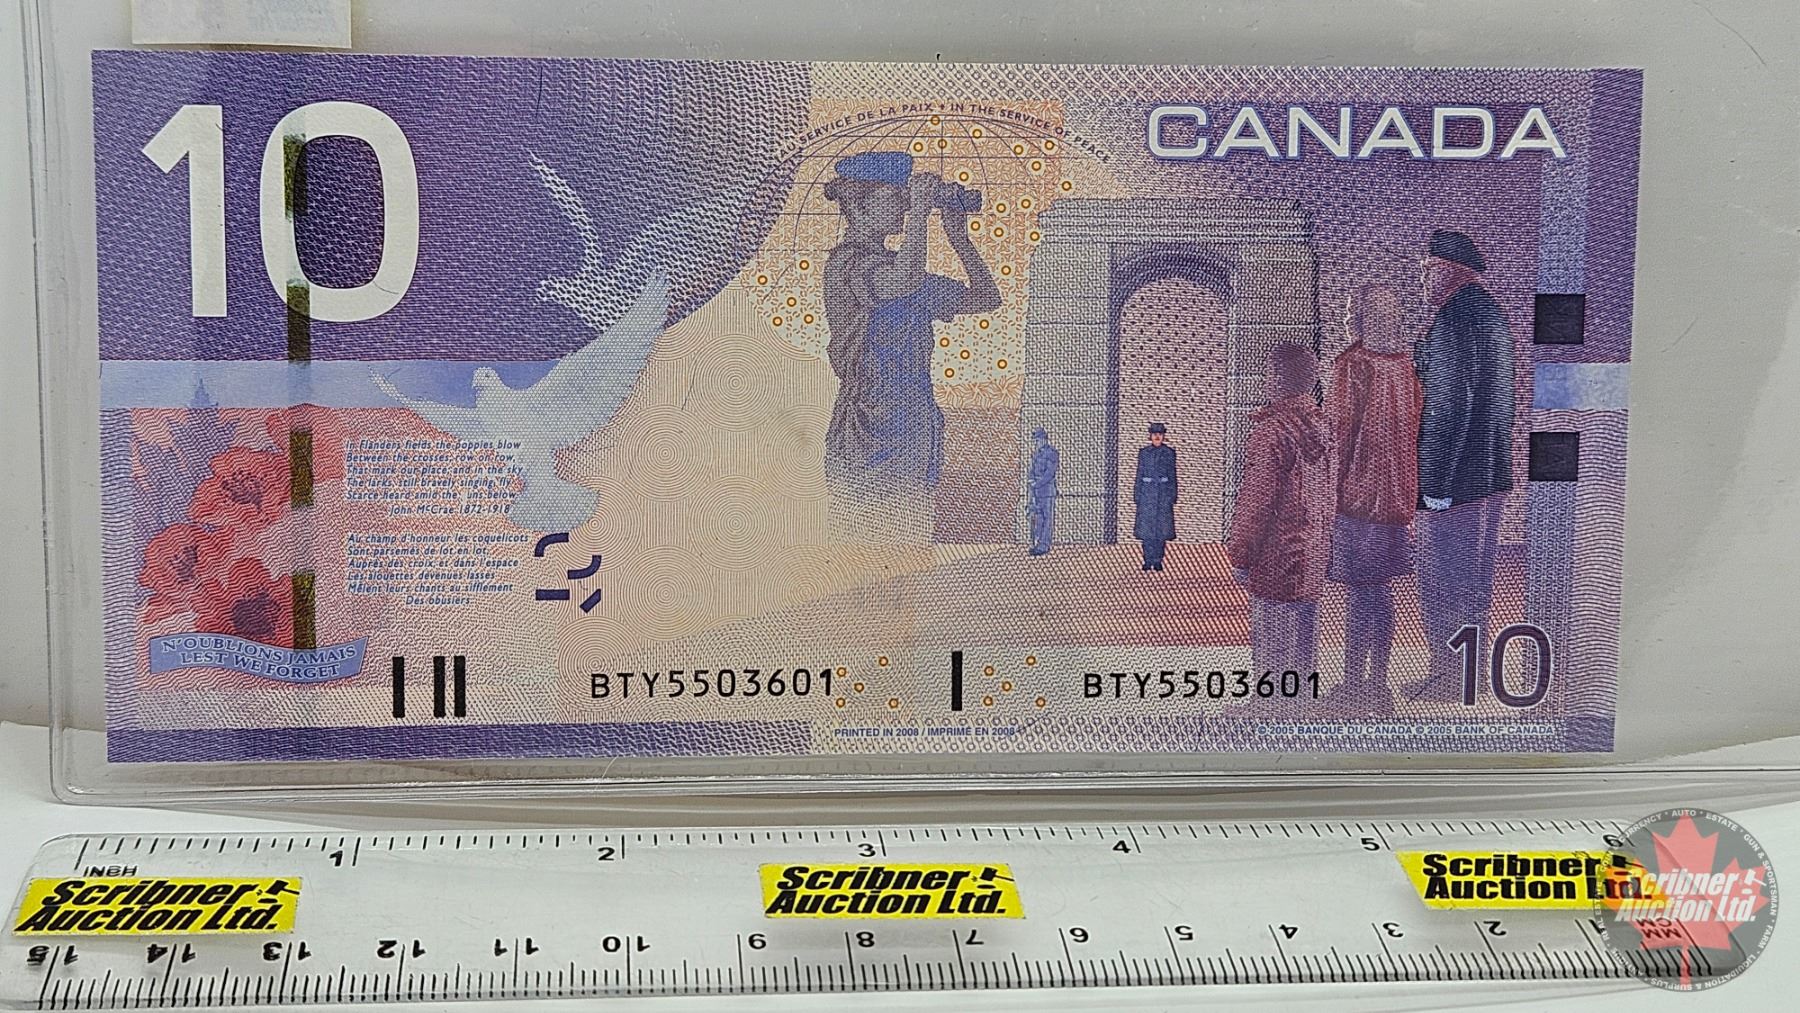 10
CANADA
AU SERVICE DE LA PAIX • IN THE SERVICE OF PEACE
In Flanders fields the poppies blow
Between the crosses, row on row,
That mark our place; and in the sky
The larks, still bravely singing, fly
Scarce heard amid the uns below
John McCrae 1872-1918
Au champ d'honneur les coquelicots
Sont parsemés de lot en lot,
Auprès des croix; et dans l'espace
Les alouettes devenues lasses
Mêlent leurs chants au sifflement
Des obusiers
N'OUBLIONS JAMAIS
LEST WE FORGET
BTY5503601
BTY5503601
10
PRINTED IN 2008 / IMPRIMÉ EN 2008
© 2005 BANQUE DU CANADA © 2005 BANK OF CANADA
INCH
1 2 3 4 5 6
Scribner Auction Ltd.
Scribner Auction Ltd.
Scribner Auction Ltd.
15 14 13 12 11 10 9 8 7 6 5 4 3 2 1
MM
CM
Scribner
Auction Ltd.